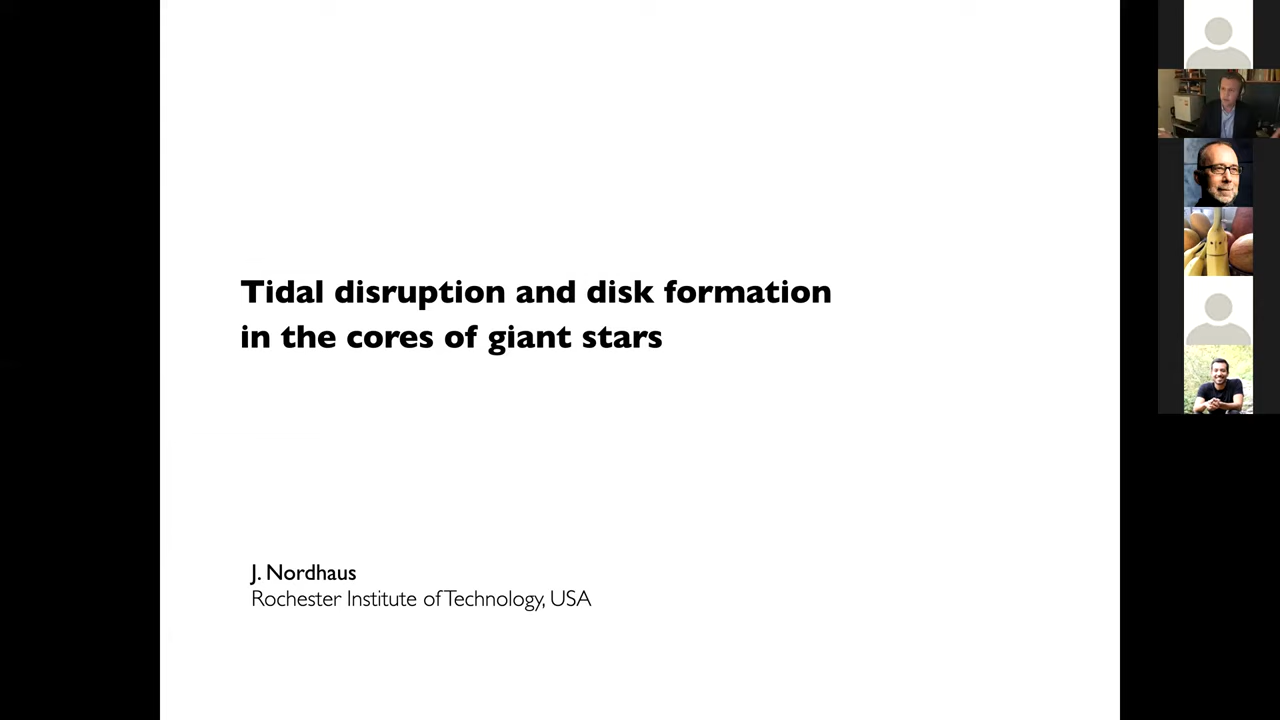 Tidal disruption and disk formation
in the cores of giant stars
J. Nordhaus
Rochester Institute of Technology, USA